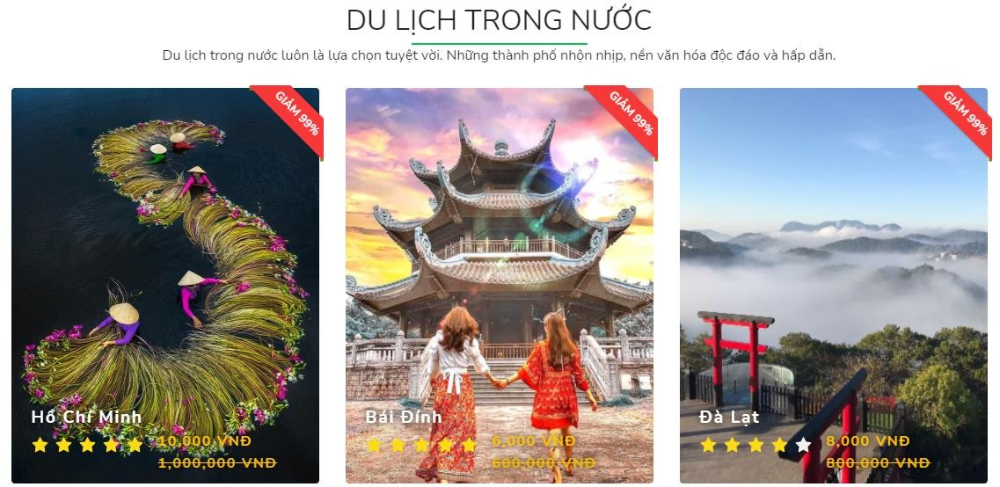 DU LỊCH TRONG NƯỚC
Du lịch trong nước luôn là lựa chọn tuyệt vời. Những thành phố nhộn nhịp, nền văn hóa độc đáo và hấp dẫn.
GIẢM 99%
Hồ Chí Minh
10,000 VNĐ
1,000,000 VNĐ
GIẢM 99%
Bái Đính
6,000 VNĐ
600,000 VNĐ
GIẢM 99%
Đà Lạt
8,000 VNĐ
800,000 VNĐ